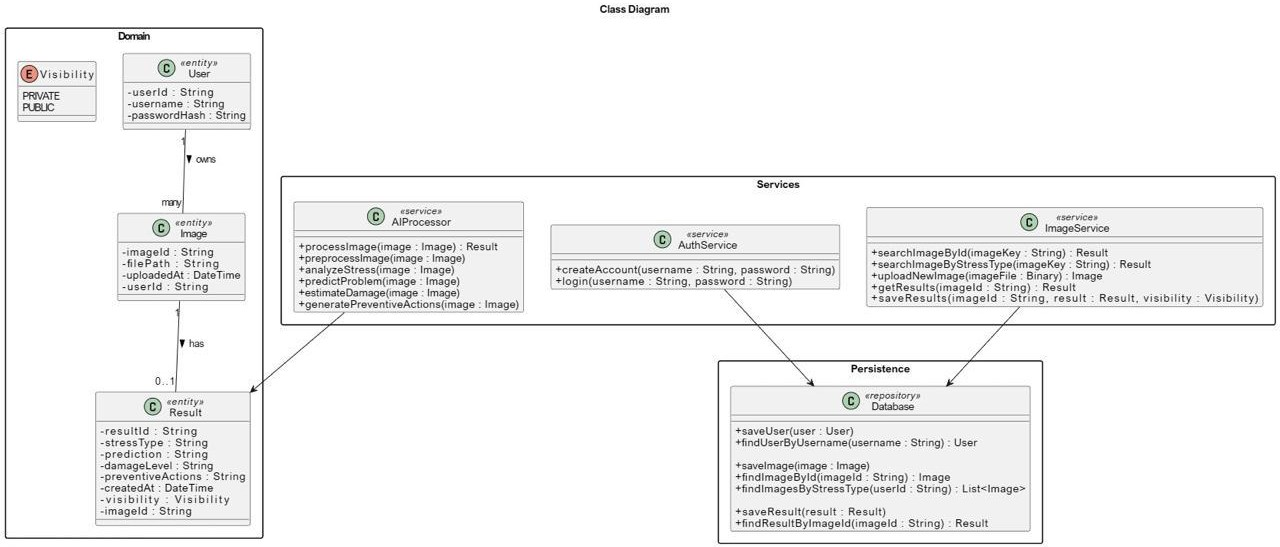 Class Diagram
Domain
E Visibility
PRIVATE
PUBLIC
C «entity»
User
-userId : String
-username : String
-passwordHash : String
1
owns
many
C «entity»
Image
-imageId : String
-filePath : String
-uploadedAt : DateTime
-userId : String
1
has
0..1
C «entity»
Result
-resultId : String
-stressType : String
-prediction : String
-damageLevel : String
-preventiveActions : String
-createdAt : DateTime
-visibility : Visibility
-imageId : String
Services
C «service»
AIProcessor
+processImage(image : Image) : Result
+preprocessImage(image : Image)
+analyzeStress(image : Image)
+predictProblem(image : Image)
+estimateDamage(image : Image)
+generatePreventiveActions(image : Image)
C «service»
AuthService
+createAccount(username : String, password : String)
+login(username : String, password : String)
C «service»
ImageService
+searchImageById(imageKey : String) : Result
+searchImageByStressType(imageKey : String) : Result
+uploadNewImage(imageFile : Binary) : Image
+getResults(imageId : String) : Result
+saveResults(imageId : String, result : Result, visibility : Visibility)
Persistence
C «repository»
Database
+saveUser(user : User)
+findUserByUsername(username : String) : User
+saveImage(image : Image)
+findImageById(imageId : String) : Image
+findImagesByStressType(userId : String) : List<Image>
+saveResult(result : Result)
+findResultByImageId(imageId : String) : Result